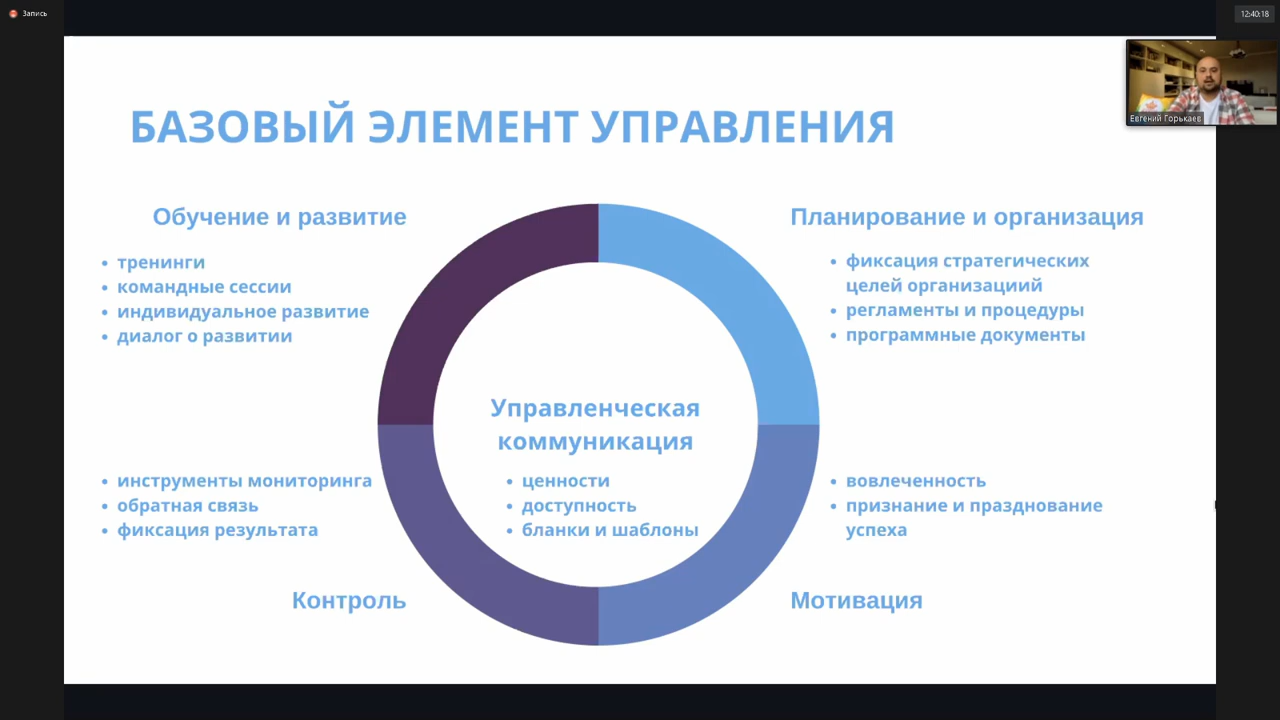 Запись
12:40:18
Евгений Горькаев
БАЗОВЫЙ ЭЛЕМЕНТ УПРАВЛЕНИЯ
Обучение и развитие
• тренинги
• командные сессии
• индивидуальное развитие
• диалог о развитии
Планирование и организация
• фиксация стратегических
целей организациий
• регламенты и процедуры
• программные документы
Управленческая
коммуникация
• ценности
• доступность
• бланки и шаблоны
• инструменты мониторинга
• обратная связь
• фиксация результата
Контроль
• вовлеченность
• признание и празднование
успеха
Мотивация